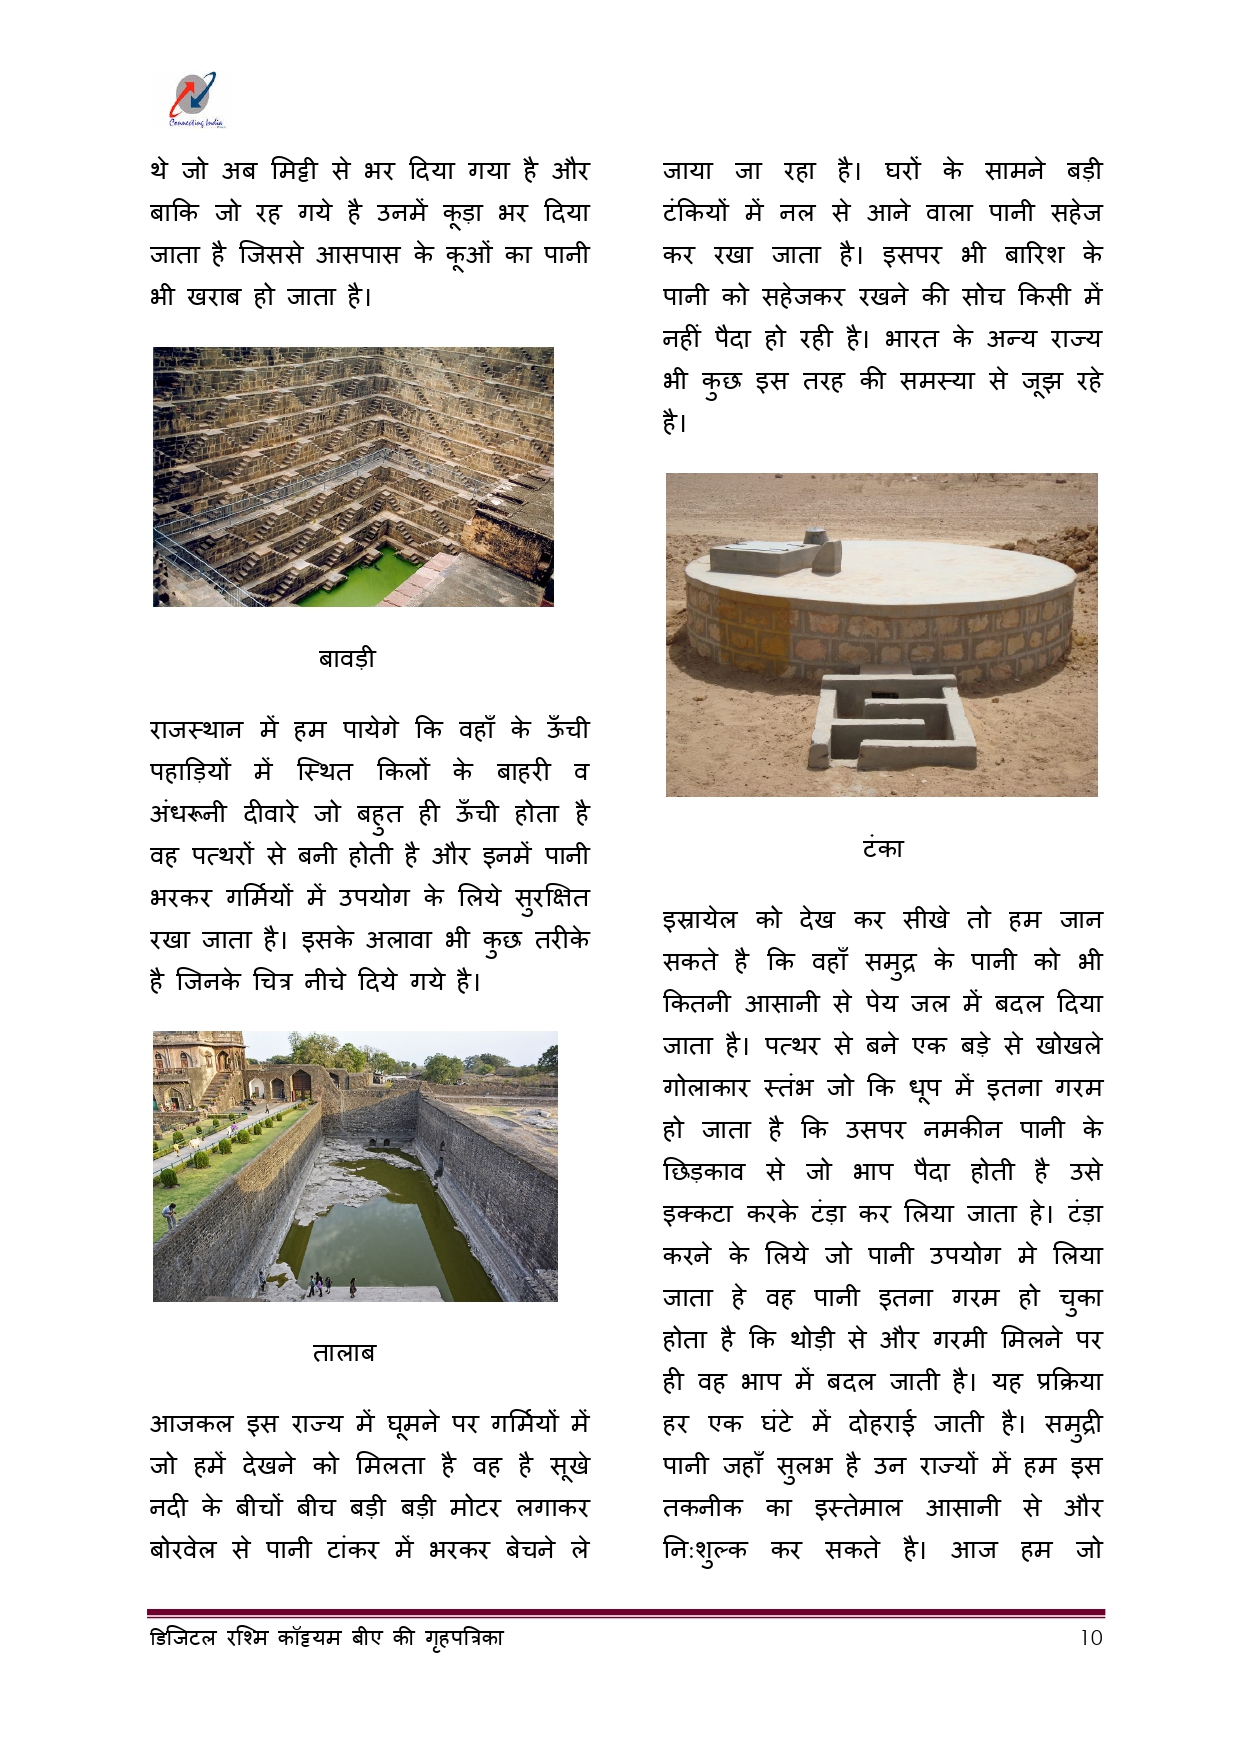 Connecting India
थे जो अब मिट्टी से भर दिया गया है और
बाकि जो रह गये है उनमें कूड़ा भर दिया
जाता है जिससे आसपास के कूओं का पानी
भी खराब हो जाता है।
बावड़ी
राजस्थान में हम पायेगे कि वहाँ के ऊँची
पहाड़ियों में स्थित किलों के बाहरी व
अंधरूनी दीवारे जो बहुत ही ऊँची होता है
वह पत्थरों से बनी होती है और इनमें पानी
भरकर गर्मियों में उपयोग के लिये सुरक्षित
रखा जाता है। इसके अलावा भी कुछ तरीके
है जिनके चित्र नीचे दिये गये है।
तालाब
आजकल इस राज्य में घूमने पर गर्मियों में
जो हमें देखने को मिलता है वह है सूखे
नदी के बीचों बीच बड़ी बड़ी मोटर लगाकर
बोरवेल से पानी टांकर में भरकर बेचने ले
जाया जा रहा है। घरों के सामने बड़ी
टंकियों में नल से आने वाला पानी सहेज
कर रखा जाता है। इसपर भी बारिश के
पानी को सहेजकर रखने की सोच किसी में
नहीं पैदा हो रही है। भारत के अन्य राज्य
भी कुछ इस तरह की समस्या से जूझ रहे
है।
टंका
इस्रायेल को देख कर सीखे तो हम जान
सकते है कि वहाँ समुद्र के पानी को भी
कितनी आसानी से पेय जल में बदल दिया
जाता है। पत्थर से बने एक बड़े से खोखले
गोलाकार स्तंभ जो कि धूप में इतना गरम
हो जाता है कि उसपर नमकीन पानी के
छिड़काव से जो भाप पैदा होती है उसे
इक्कटा करके टंड़ा कर लिया जाता हे। टंड़ा
करने के लिये जो पानी उपयोग मे लिया
जाता हे वह पानी इतना गरम हो चुका
होता है कि थोड़ी से और गरमी मिलने पर
ही वह भाप में बदल जाती है। यह प्रक्रिया
हर एक घंटे में दोहराई जाती है। समुद्री
पानी जहाँ सुलभ है उन राज्यों में हम इस
तकनीक का इस्तेमाल आसानी से और
नि:शुल्क कर सकते है। आज हम जो
डिजिटल रश्मि कॉट्टयम बीए की गृहपत्रिका 10